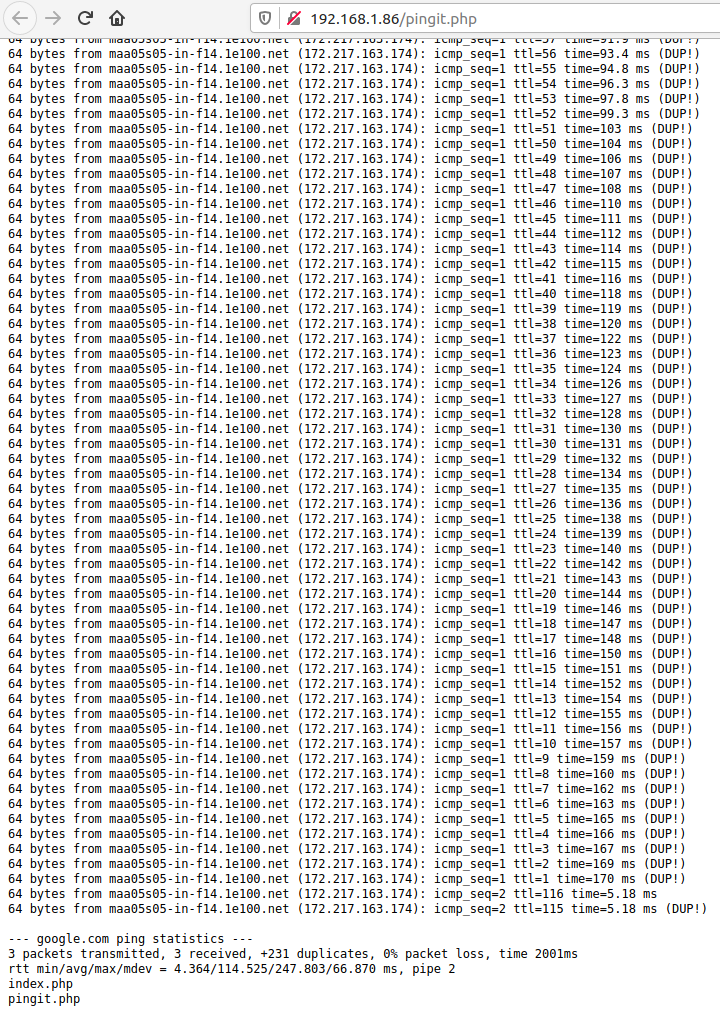 192.168.1.86/pingit.php
64 bytes from maa05s05-in-f14.1e100.net (172.217.163.174): icmp_seq=1 ttl=57 time=91.9 ms (DUP!)
64 bytes from maa05s05-in-f14.1e100.net (172.217.163.174): icmp_seq=1 ttl=56 time=93.4 ms (DUP!)
64 bytes from maa05s05-in-f14.1e100.net (172.217.163.174): icmp_seq=1 ttl=55 time=94.8 ms (DUP!)
64 bytes from maa05s05-in-f14.1e100.net (172.217.163.174): icmp_seq=1 ttl=54 time=96.3 ms (DUP!)
64 bytes from maa05s05-in-f14.1e100.net (172.217.163.174): icmp_seq=1 ttl=53 time=97.8 ms (DUP!)
64 bytes from maa05s05-in-f14.1e100.net (172.217.163.174): icmp_seq=1 ttl=52 time=99.3 ms (DUP!)
64 bytes from maa05s05-in-f14.1e100.net (172.217.163.174): icmp_seq=1 ttl=51 time=103 ms (DUP!)
64 bytes from maa05s05-in-f14.1e100.net (172.217.163.174): icmp_seq=1 ttl=50 time=104 ms (DUP!)
64 bytes from maa05s05-in-f14.1e100.net (172.217.163.174): icmp_seq=1 ttl=49 time=106 ms (DUP!)
64 bytes from maa05s05-in-f14.1e100.net (172.217.163.174): icmp_seq=1 ttl=48 time=107 ms (DUP!)
64 bytes from maa05s05-in-f14.1e100.net (172.217.163.174): icmp_seq=1 ttl=47 time=108 ms (DUP!)
64 bytes from maa05s05-in-f14.1e100.net (172.217.163.174): icmp_seq=1 ttl=46 time=110 ms (DUP!)
64 bytes from maa05s05-in-f14.1e100.net (172.217.163.174): icmp_seq=1 ttl=45 time=111 ms (DUP!)
64 bytes from maa05s05-in-f14.1e100.net (172.217.163.174): icmp_seq=1 ttl=44 time=112 ms (DUP!)
64 bytes from maa05s05-in-f14.1e100.net (172.217.163.174): icmp_seq=1 ttl=43 time=114 ms (DUP!)
64 bytes from maa05s05-in-f14.1e100.net (172.217.163.174): icmp_seq=1 ttl=42 time=115 ms (DUP!)
64 bytes from maa05s05-in-f14.1e100.net (172.217.163.174): icmp_seq=1 ttl=41 time=116 ms (DUP!)
64 bytes from maa05s05-in-f14.1e100.net (172.217.163.174): icmp_seq=1 ttl=40 time=118 ms (DUP!)
64 bytes from maa05s05-in-f14.1e100.net (172.217.163.174): icmp_seq=1 ttl=39 time=119 ms (DUP!)
64 bytes from maa05s05-in-f14.1e100.net (172.217.163.174): icmp_seq=1 ttl=38 time=120 ms (DUP!)
64 bytes from maa05s05-in-f14.1e100.net (172.217.163.174): icmp_seq=1 ttl=37 time=122 ms (DUP!)
64 bytes from maa05s05-in-f14.1e100.net (172.217.163.174): icmp_seq=1 ttl=36 time=123 ms (DUP!)
64 bytes from maa05s05-in-f14.1e100.net (172.217.163.174): icmp_seq=1 ttl=35 time=124 ms (DUP!)
64 bytes from maa05s05-in-f14.1e100.net (172.217.163.174): icmp_seq=1 ttl=34 time=126 ms (DUP!)
64 bytes from maa05s05-in-f14.1e100.net (172.217.163.174): icmp_seq=1 ttl=33 time=127 ms (DUP!)
64 bytes from maa05s05-in-f14.1e100.net (172.217.163.174): icmp_seq=1 ttl=32 time=128 ms (DUP!)
64 bytes from maa05s05-in-f14.1e100.net (172.217.163.174): icmp_seq=1 ttl=31 time=130 ms (DUP!)
64 bytes from maa05s05-in-f14.1e100.net (172.217.163.174): icmp_seq=1 ttl=30 time=131 ms (DUP!)
64 bytes from maa05s05-in-f14.1e100.net (172.217.163.174): icmp_seq=1 ttl=29 time=132 ms (DUP!)
64 bytes from maa05s05-in-f14.1e100.net (172.217.163.174): icmp_seq=1 ttl=28 time=134 ms (DUP!)
64 bytes from maa05s05-in-f14.1e100.net (172.217.163.174): icmp_seq=1 ttl=27 time=135 ms (DUP!)
64 bytes from maa05s05-in-f14.1e100.net (172.217.163.174): icmp_seq=1 ttl=26 time=136 ms (DUP!)
64 bytes from maa05s05-in-f14.1e100.net (172.217.163.174): icmp_seq=1 ttl=25 time=138 ms (DUP!)
64 bytes from maa05s05-in-f14.1e100.net (172.217.163.174): icmp_seq=1 ttl=24 time=139 ms (DUP!)
64 bytes from maa05s05-in-f14.1e100.net (172.217.163.174): icmp_seq=1 ttl=23 time=140 ms (DUP!)
64 bytes from maa05s05-in-f14.1e100.net (172.217.163.174): icmp_seq=1 ttl=22 time=142 ms (DUP!)
64 bytes from maa05s05-in-f14.1e100.net (172.217.163.174): icmp_seq=1 ttl=21 time=143 ms (DUP!)
64 bytes from maa05s05-in-f14.1e100.net (172.217.163.174): icmp_seq=1 ttl=20 time=144 ms (DUP!)
64 bytes from maa05s05-in-f14.1e100.net (172.217.163.174): icmp_seq=1 ttl=19 time=146 ms (DUP!)
64 bytes from maa05s05-in-f14.1e100.net (172.217.163.174): icmp_seq=1 ttl=18 time=147 ms (DUP!)
64 bytes from maa05s05-in-f14.1e100.net (172.217.163.174): icmp_seq=1 ttl=17 time=148 ms (DUP!)
64 bytes from maa05s05-in-f14.1e100.net (172.217.163.174): icmp_seq=1 ttl=16 time=150 ms (DUP!)
64 bytes from maa05s05-in-f14.1e100.net (172.217.163.174): icmp_seq=1 ttl=15 time=151 ms (DUP!)
64 bytes from maa05s05-in-f14.1e100.net (172.217.163.174): icmp_seq=1 ttl=14 time=152 ms (DUP!)
64 bytes from maa05s05-in-f14.1e100.net (172.217.163.174): icmp_seq=1 ttl=13 time=154 ms (DUP!)
64 bytes from maa05s05-in-f14.1e100.net (172.217.163.174): icmp_seq=1 ttl=12 time=155 ms (DUP!)
64 bytes from maa05s05-in-f14.1e100.net (172.217.163.174): icmp_seq=1 ttl=11 time=156 ms (DUP!)
64 bytes from maa05s05-in-f14.1e100.net (172.217.163.174): icmp_seq=1 ttl=10 time=157 ms (DUP!)
64 bytes from maa05s05-in-f14.1e100.net (172.217.163.174): icmp_seq=1 ttl=9 time=159 ms (DUP!)
64 bytes from maa05s05-in-f14.1e100.net (172.217.163.174): icmp_seq=1 ttl=8 time=160 ms (DUP!)
64 bytes from maa05s05-in-f14.1e100.net (172.217.163.174): icmp_seq=1 ttl=7 time=162 ms (DUP!)
64 bytes from maa05s05-in-f14.1e100.net (172.217.163.174): icmp_seq=1 ttl=6 time=163 ms (DUP!)
64 bytes from maa05s05-in-f14.1e100.net (172.217.163.174): icmp_seq=1 ttl=5 time=165 ms (DUP!)
64 bytes from maa05s05-in-f14.1e100.net (172.217.163.174): icmp_seq=1 ttl=4 time=166 ms (DUP!)
64 bytes from maa05s05-in-f14.1e100.net (172.217.163.174): icmp_seq=1 ttl=3 time=167 ms (DUP!)
64 bytes from maa05s05-in-f14.1e100.net (172.217.163.174): icmp_seq=1 ttl=2 time=169 ms (DUP!)
64 bytes from maa05s05-in-f14.1e100.net (172.217.163.174): icmp_seq=1 ttl=1 time=170 ms (DUP!)
64 bytes from maa05s05-in-f14.1e100.net (172.217.163.174): icmp_seq=2 ttl=116 time=5.18 ms
64 bytes from maa05s05-in-f14.1e100.net (172.217.163.174): icmp_seq=2 ttl=115 time=5.18 ms (DUP!)
--- google.com ping statistics ---
3 packets transmitted, 3 received, +231 duplicates, 0% packet loss, time 2001ms
rtt min/avg/max/mdev = 4.364/114.525/247.803/66.870 ms, pipe 2
index.php
pingit.php